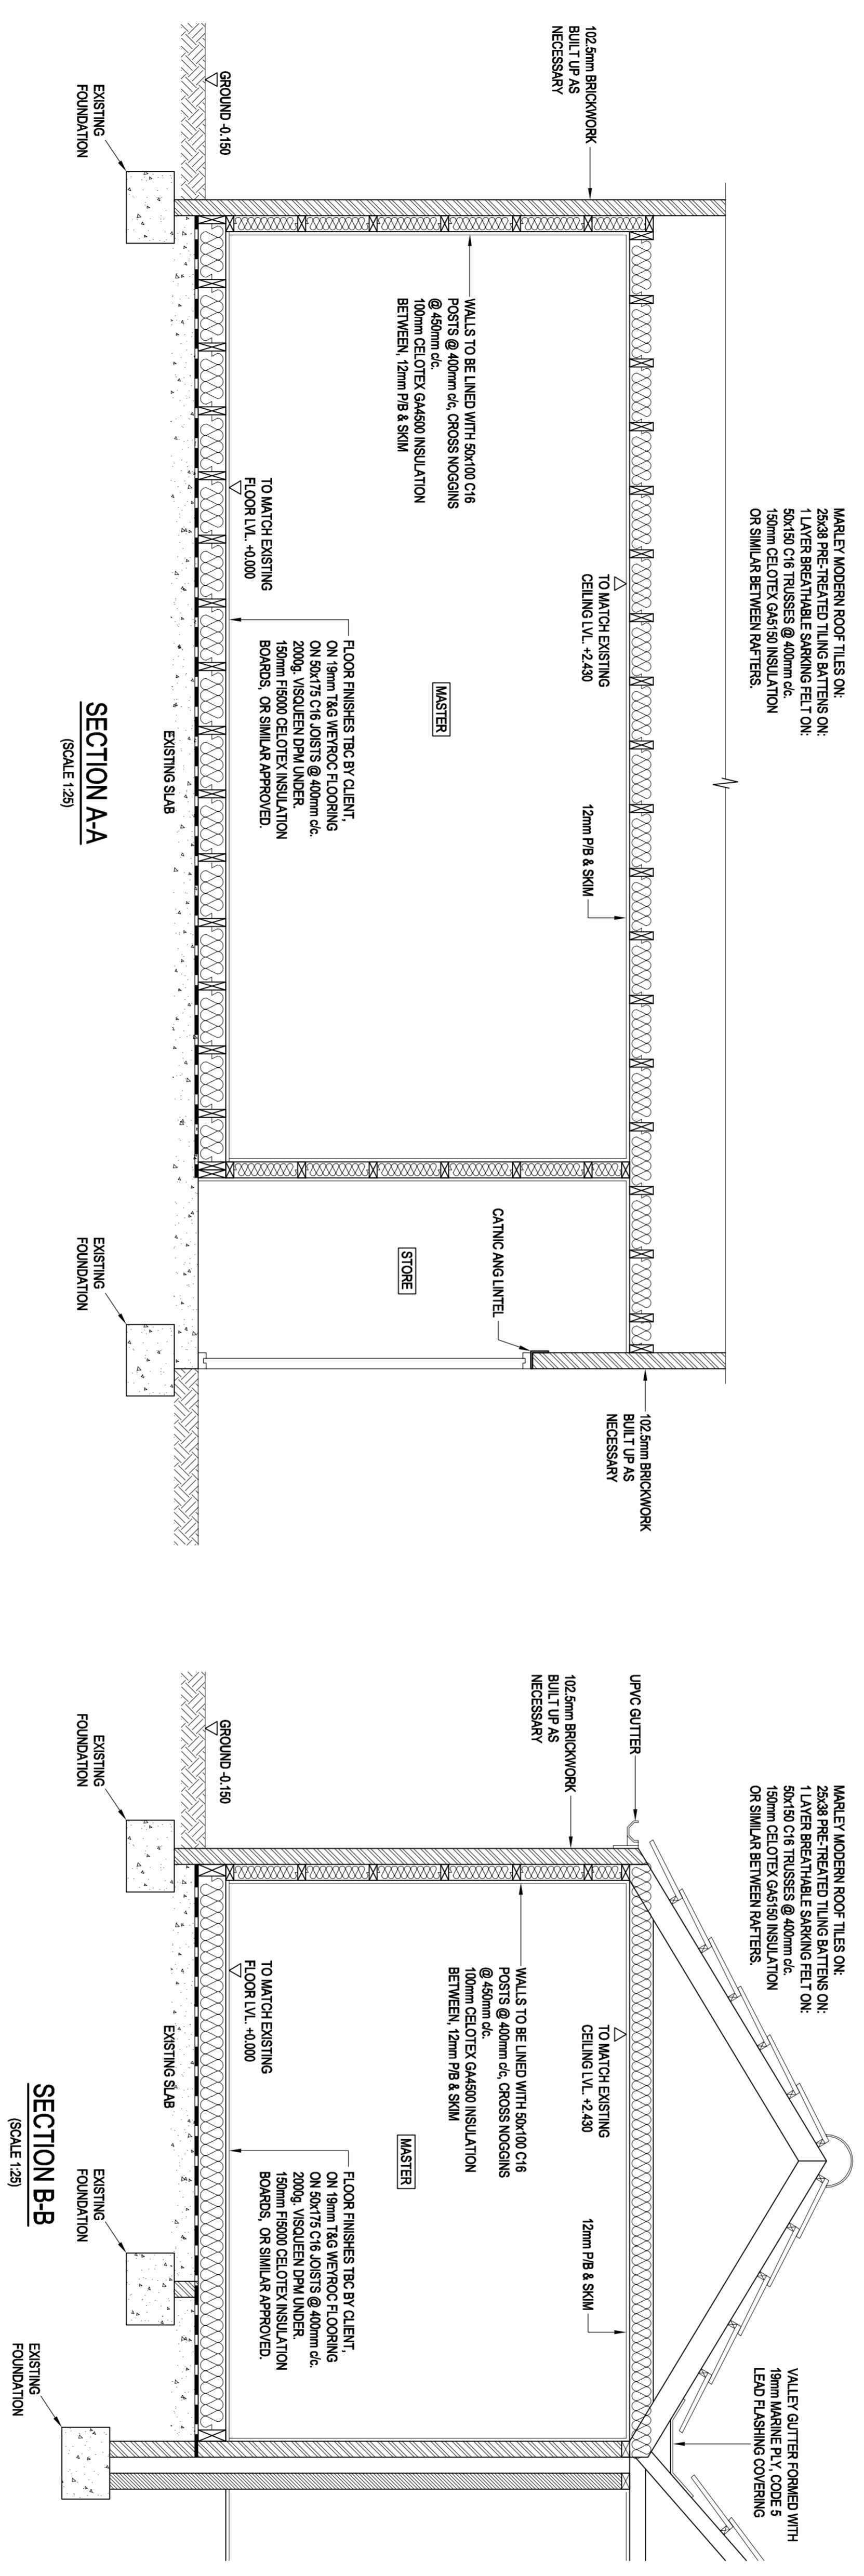 MARLEY MODERN ROOF TILES ON:
25x38 PRE-TREATED TILING BATTENS ON:
1 LAYER BREATHABLE SARKING FELT ON:
50x150 C16 TRUSSES @ 400mm c/c.
150mm CELOTEX GA5150 INSULATION
OR SIMILAR BETWEEN RAFTERS.
102.5mm BRICKWORK
BUILT UP AS
NECESSARY
102.5mm BRICKWORK
BUILT UP AS
NECESSARY
TO MATCH EXISTING
CEILING LVL. +2.430
12mm P/B & SKIM
WALLS TO BE LINED WITH 50x100 C16
POSTS @ 400mm c/c, CROSS NOGGINS
@ 450mm c/c.
100mm CELOTEX GA4500 INSULATION
BETWEEN, 12mm P/B & SKIM
MASTER
CATNIC ANG LINTEL
STORE
FLOOR FINISHES TBC BY CLIENT,
ON 19mm T&G WEYROC FLOORING
ON 50x175 C16 JOISTS @ 400mm c/c.
2000g. VISQUEEN DPM UNDER.
150mm FI5000 CELOTEX INSULATION
BOARDS, OR SIMILAR APPROVED.
TO MATCH EXISTING
FLOOR LVL. +0.000
GROUND -0.150
EXISTING SLAB
EXISTING
FOUNDATION
EXISTING
FOUNDATION
SECTION A-A
(SCALE 1:25)
MARLEY MODERN ROOF TILES ON:
25x38 PRE-TREATED TILING BATTENS ON:
1 LAYER BREATHABLE SARKING FELT ON:
50x150 C16 TRUSSES @ 400mm c/c.
150mm CELOTEX GA5150 INSULATION
OR SIMILAR BETWEEN RAFTERS.
VALLEY GUTTER FORMED WITH
19mm MARINE PLY, CODE 5
LEAD FLASHING COVERING
UPVC GUTTER
102.5mm BRICKWORK
BUILT UP AS
NECESSARY
TO MATCH EXISTING
CEILING LVL. +2.430
12mm P/B & SKIM
WALLS TO BE LINED WITH 50x100 C16
POSTS @ 400mm c/c, CROSS NOGGINS
@ 450mm c/c.
100mm CELOTEX GA4500 INSULATION
BETWEEN, 12mm P/B & SKIM
MASTER
FLOOR FINISHES TBC BY CLIENT,
ON 19mm T&G WEYROC FLOORING
ON 50x175 C16 JOISTS @ 400mm c/c.
2000g. VISQUEEN DPM UNDER.
150mm FI5000 CELOTEX INSULATION
BOARDS, OR SIMILAR APPROVED.
TO MATCH EXISTING
FLOOR LVL. +0.000
GROUND -0.150
EXISTING SLAB
EXISTING
FOUNDATION
EXISTING
FOUNDATION
EXISTING
FOUNDATION
SECTION B-B
(SCALE 1:25)